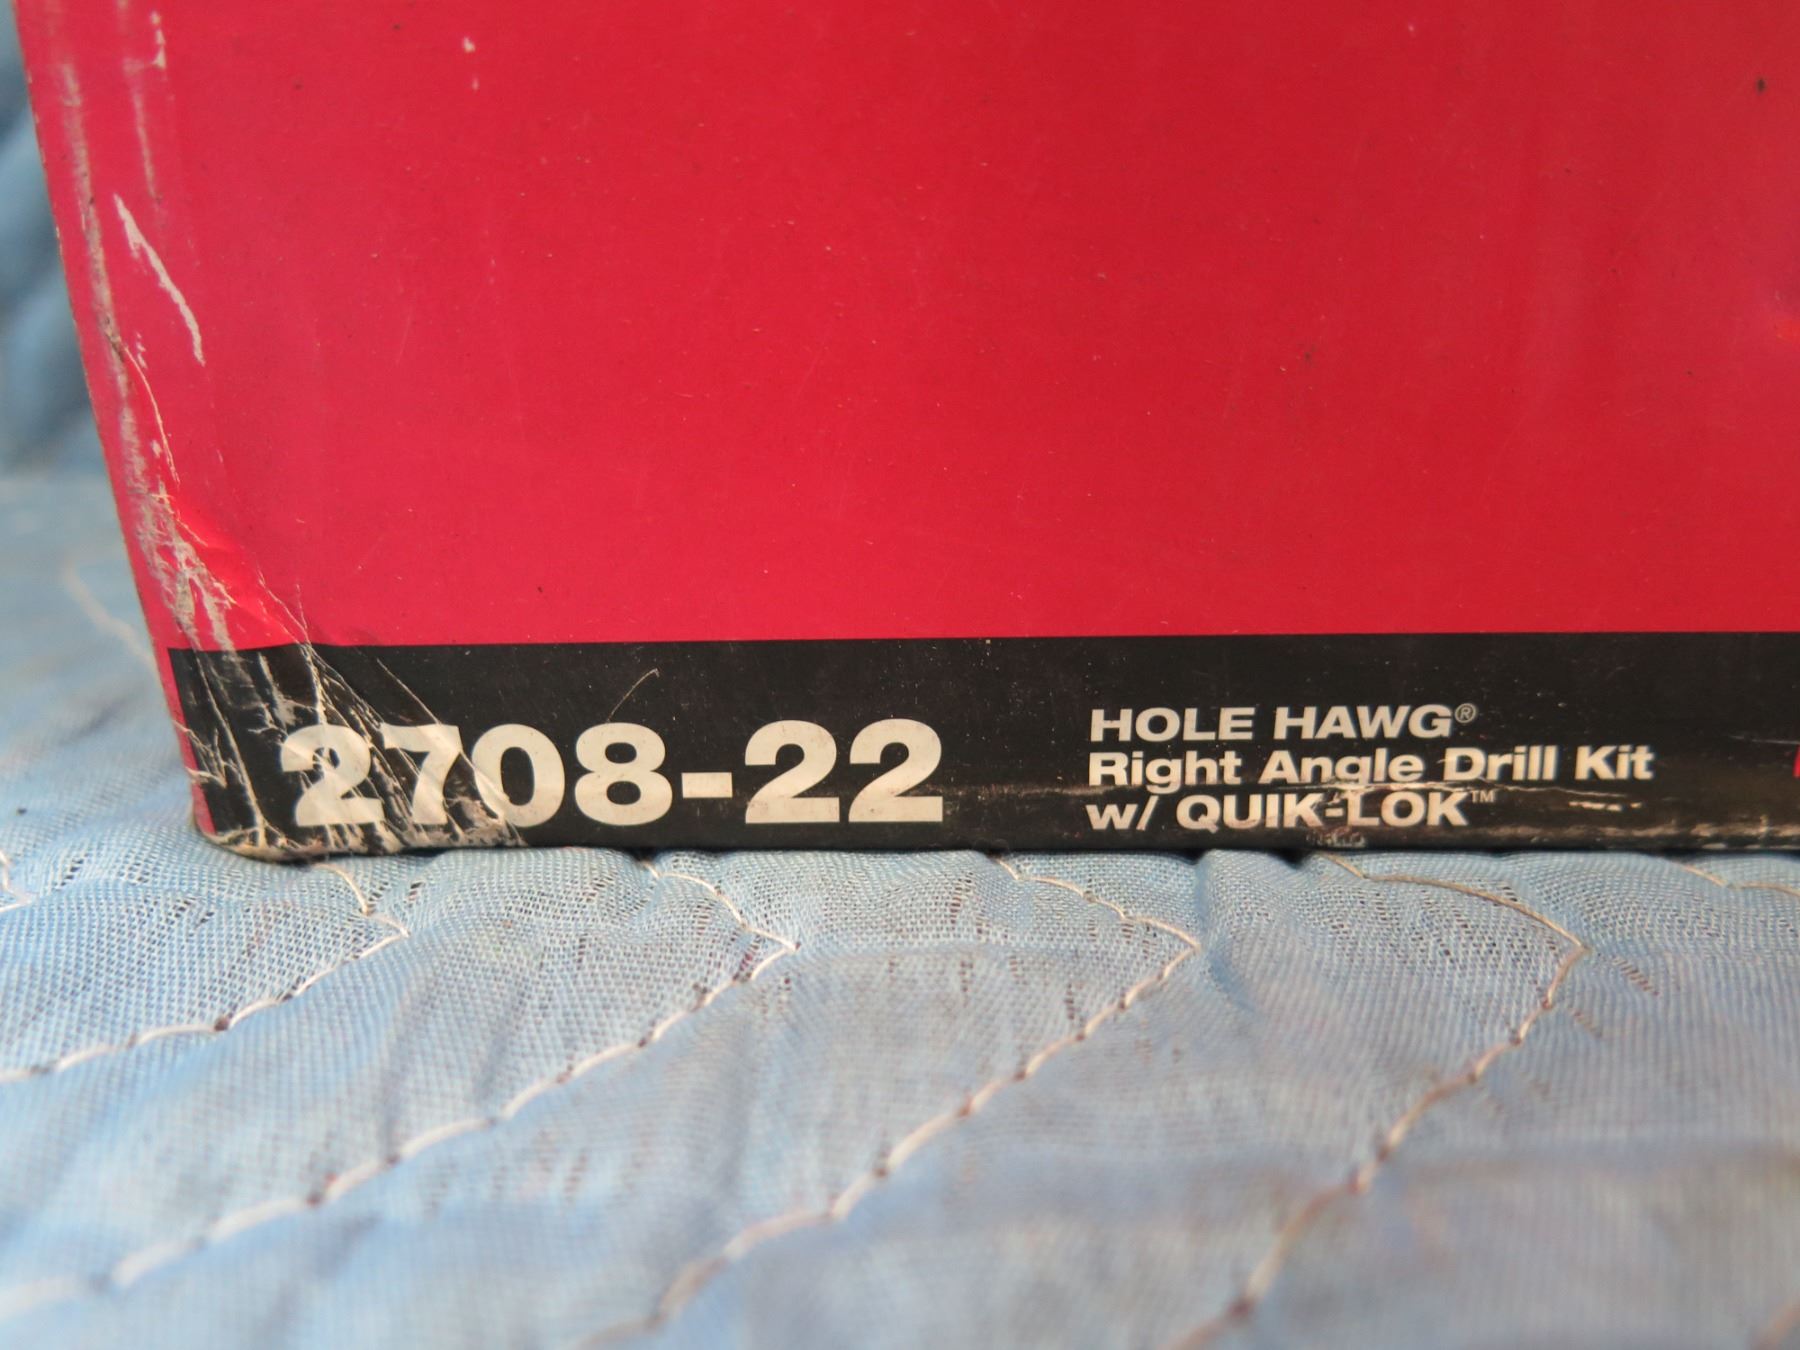 2708-22
HOLE HAWG®
Right Angle Drill Kit
w/ QUIK-LOK™